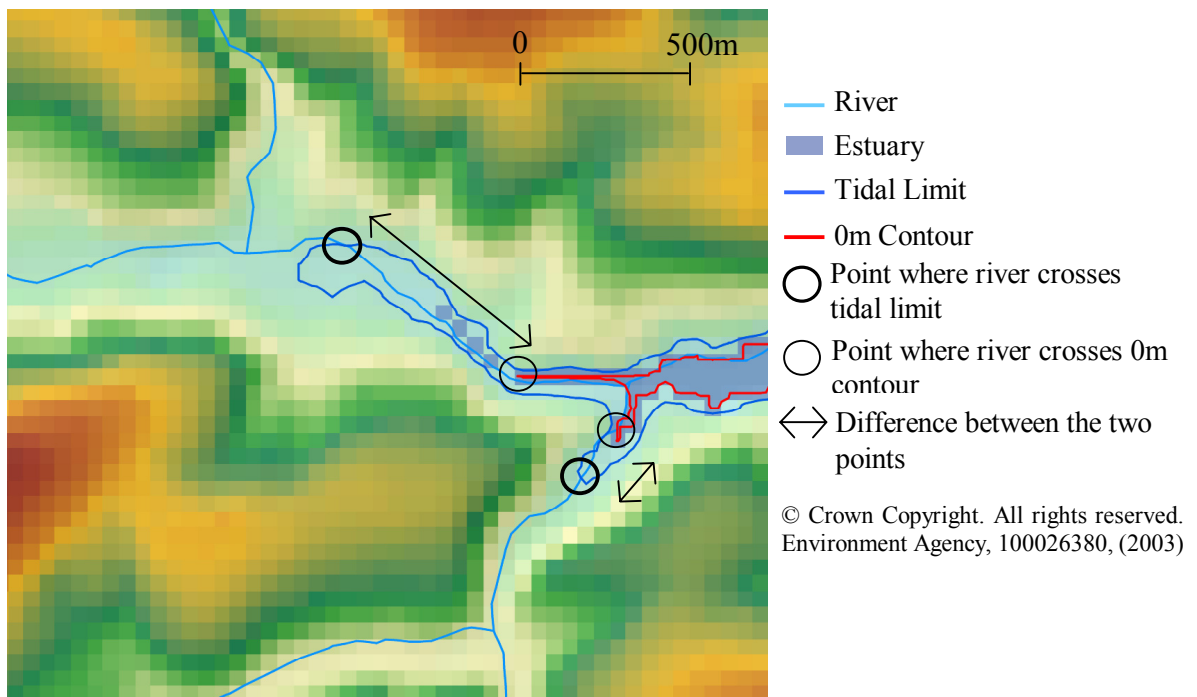 0 500m
River
Estuary
Tidal Limit
0m Contour
Point where river crosses
tidal limit
Point where river crosses 0m
contour
Difference between the two
points
© Crown Copyright. All rights reserved.
Environment Agency, 100026380, (2003)